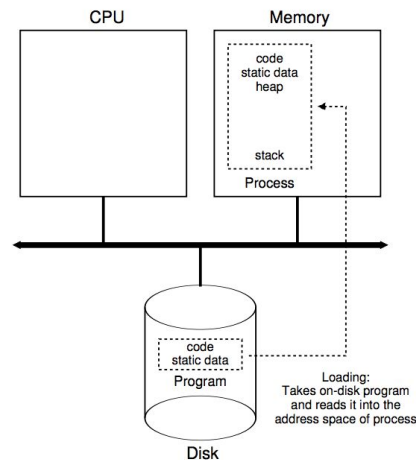 CPU
Memory
code
static data
heap
stack
Process
code
static data
Program
Disk
Loading:
Takes on-disk program
and reads it into the
address space of process